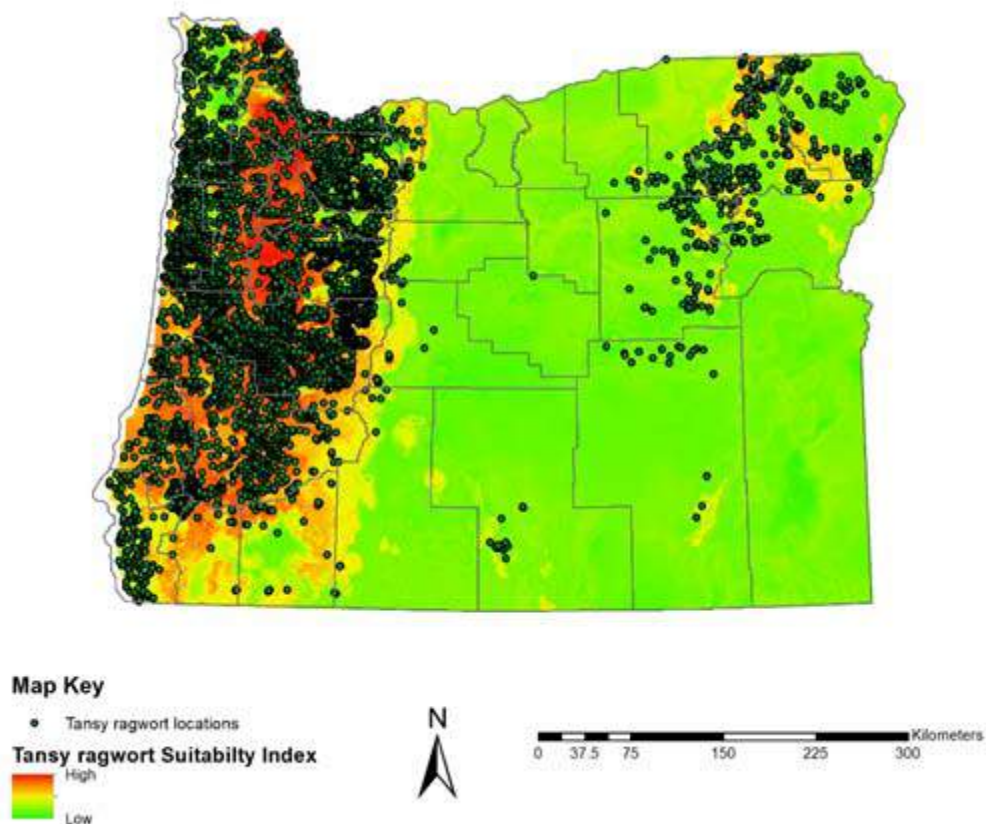 Map Key
Tansy ragwort locations
Tansy ragwort Suitabilty Index
High
Low
N
Kilometers
0 37.5 75 150 225 300